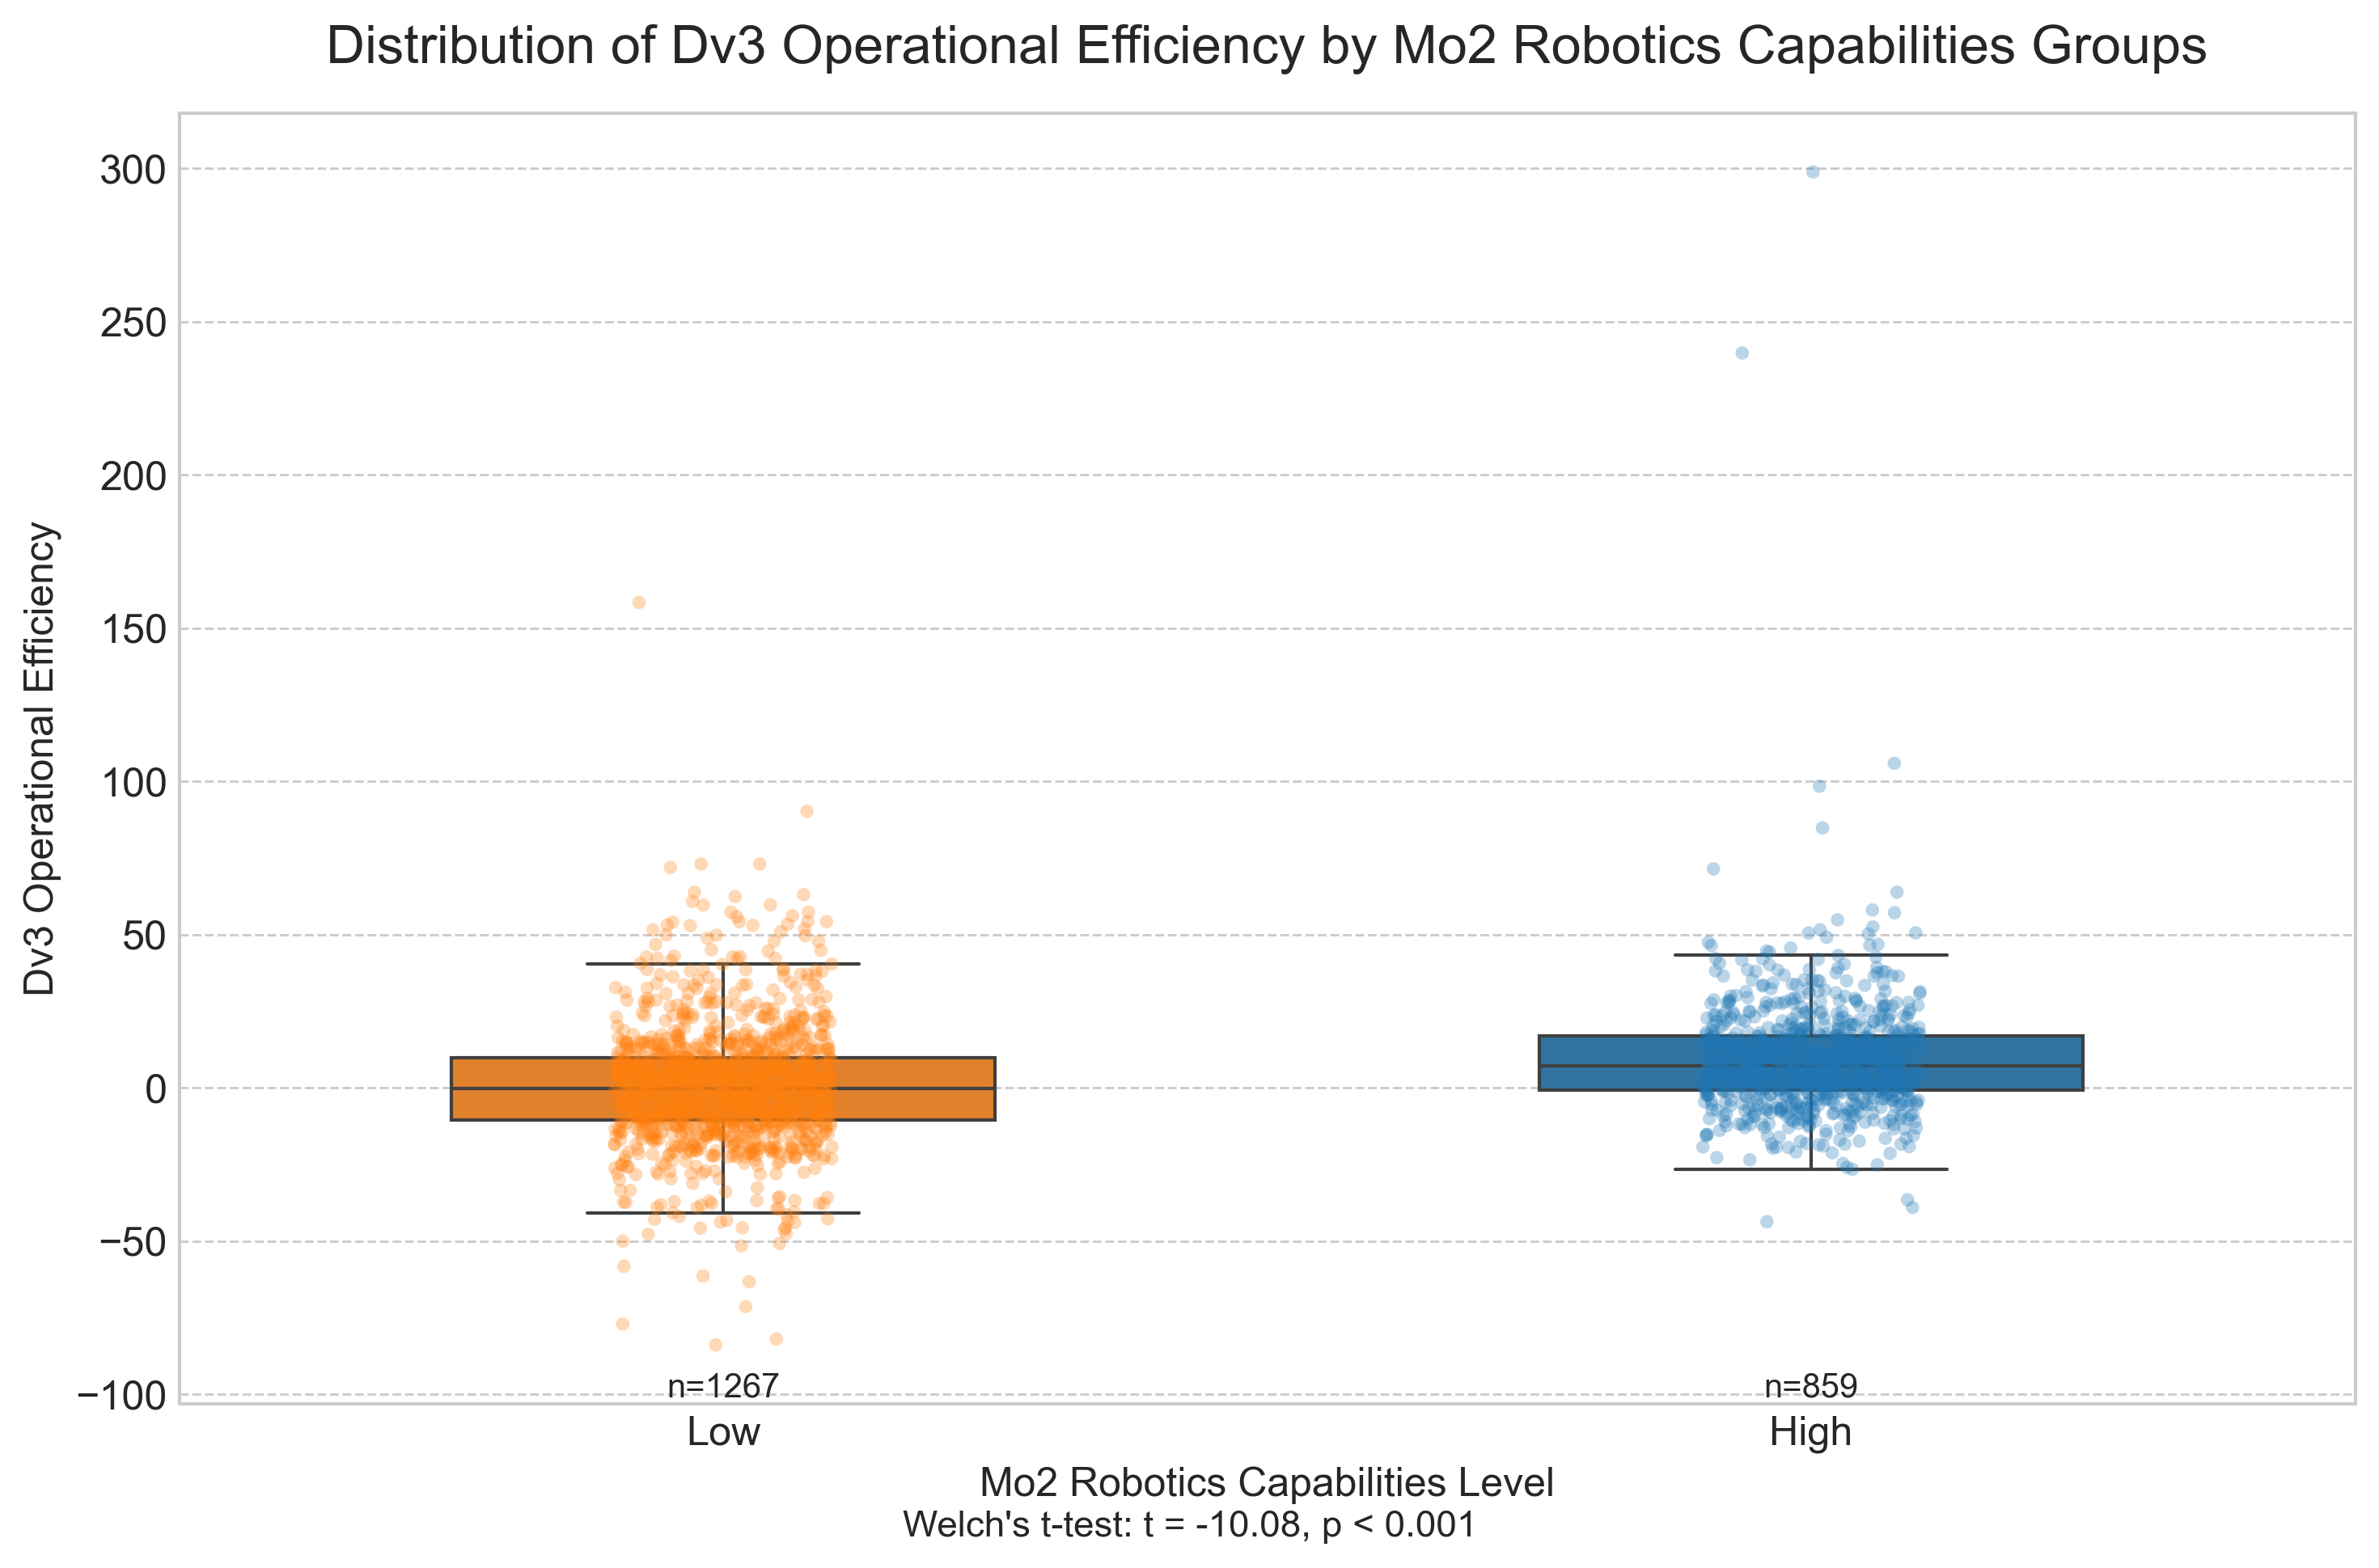 Distribution of Dv3 Operational Efficiency by Mo2 Robotics Capabilities Groups
Dv3 Operational Efficiency
300
250
200
150
100
50
0
−50
−100
n=1267
n=859
Low
High
Mo2 Robotics Capabilities Level
Welch's t-test: t = -10.08, p < 0.001